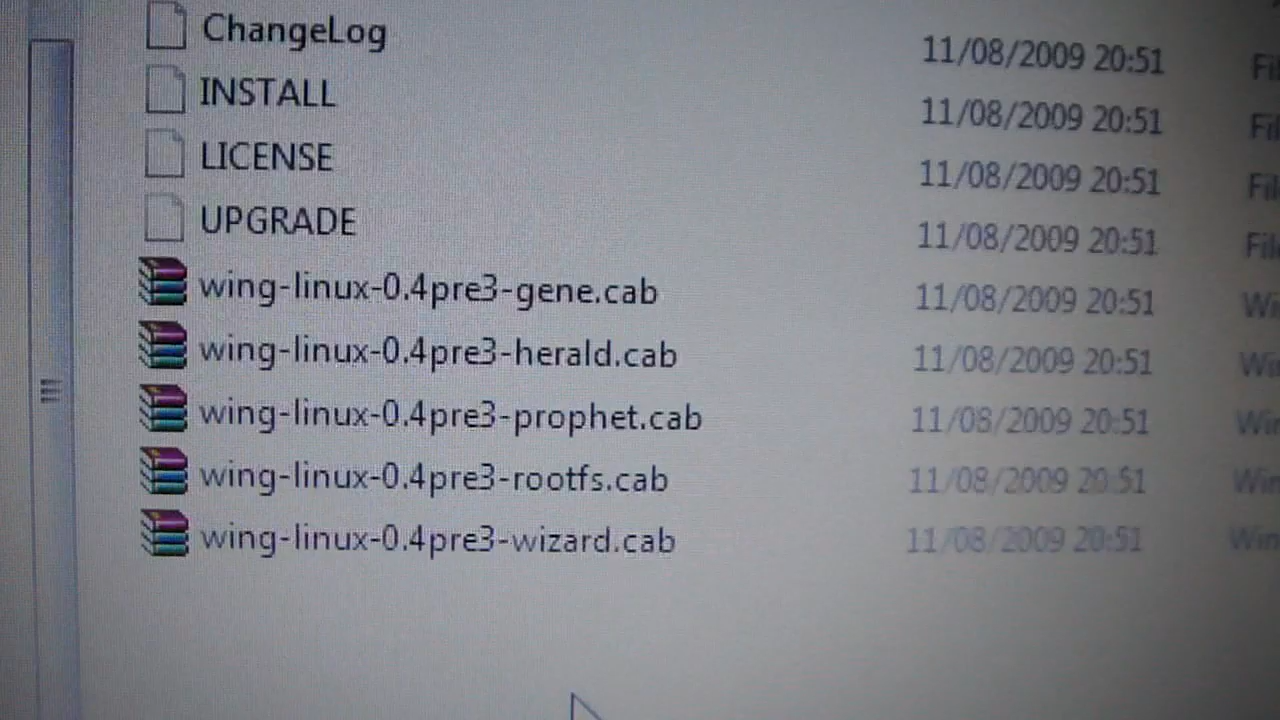 ChangeLog 11/08/2009 20:51
INSTALL 11/08/2009 20:51
LICENSE 11/08/2009 20:51
UPGRADE 11/08/2009 20:51
wing-linux-0.4pre3-gene.cab 11/08/2009 20:51
wing-linux-0.4pre3-herald.cab 11/08/2009 20:51
wing-linux-0.4pre3-prophet.cab 11/08/2009 20:51
wing-linux-0.4pre3-rootfs.cab 11/08/2009 20:51
wing-linux-0.4pre3-wizard.cab 11/08/2009 20:51